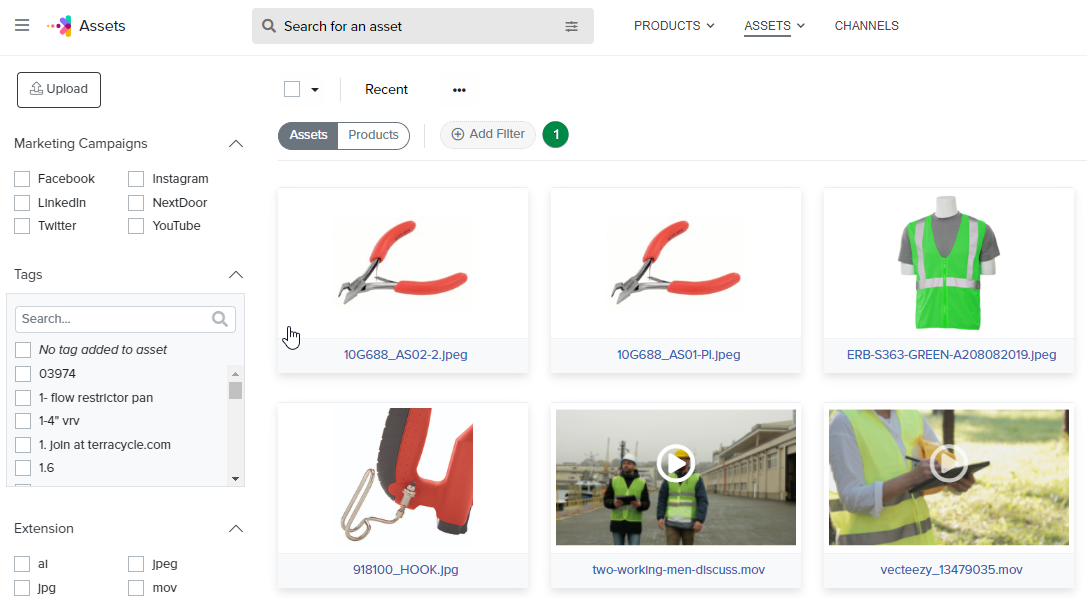 Assets
Search for an asset
PRODUCTS
ASSETS
CHANNELS
Upload
Recent
•••
Assets
Products
Add Filter
1
Marketing Campaigns
Facebook
Instagram
LinkedIn
NextDoor
Twitter
YouTube
Tags
Search...
No tag added to asset
03974
1- flow restrictor pan
1-4" vrv
1. join at terracycle.com
1.6
Extension
ai
jpeg
jpg
mov
10G688_AS02-2.jpeg
10G688_AS01-PI.jpeg
ERB-S363-GREEN-A208082019.jpeg
918100_HOOK.jpg
two-working-men-discuss.mov
vecteezy_13479035.mov